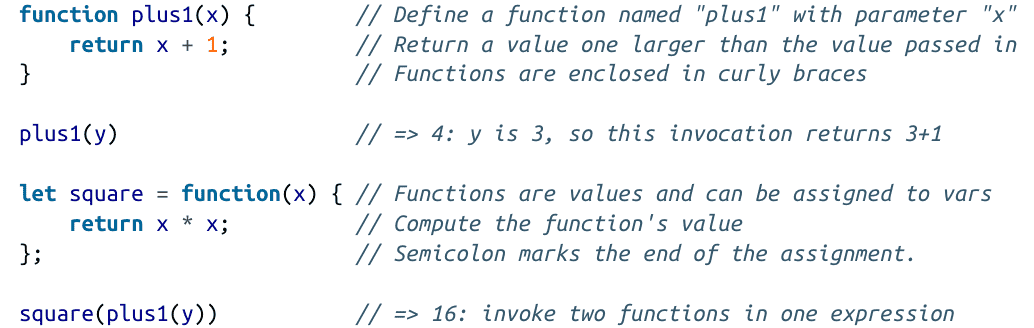 function plus1(x) {        // Define a function named "plus1" with parameter "x"
    return x + 1;          // Return a value one larger than the value passed in
}                          // Functions are enclosed in curly braces

plus1(y)                   // => 4: y is 3, so this invocation returns 3+1

let square = function(x) { // Functions are values and can be assigned to vars
    return x * x;          // Compute the function's value
};                         // Semicolon marks the end of the assignment.

square(plus1(y))           // => 16: invoke two functions in one expression